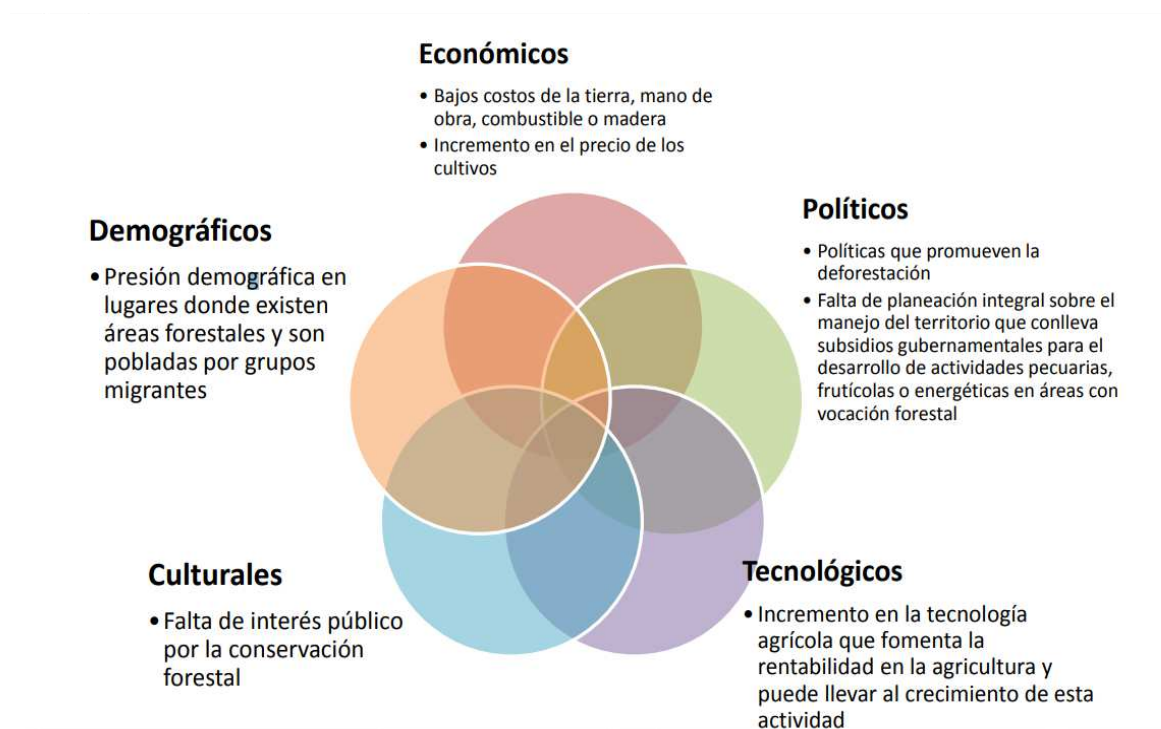 Económicos
• Bajos costos de la tierra, mano de
obra, combustible o madera
• Incremento en el precio de los
cultivos
Políticos
• Políticas que promueven la
deforestación
• Falta de planeación integral sobre el
manejo del territorio que conlleva
subsidios gubernamentales para el
desarrollo de actividades pecuarias,
frutícolas o energéticas en áreas con
vocación forestal
Tecnológicos
• Incremento en la tecnología
agrícola que fomenta la
rentabilidad en la agricultura y
puede llevar al crecimiento de esta
actividad
Culturales
• Falta de interés público
por la conservación
forestal
Demográficos
• Presión demográfica en
lugares donde existen
áreas forestales y son
pobladas por grupos
migrantes